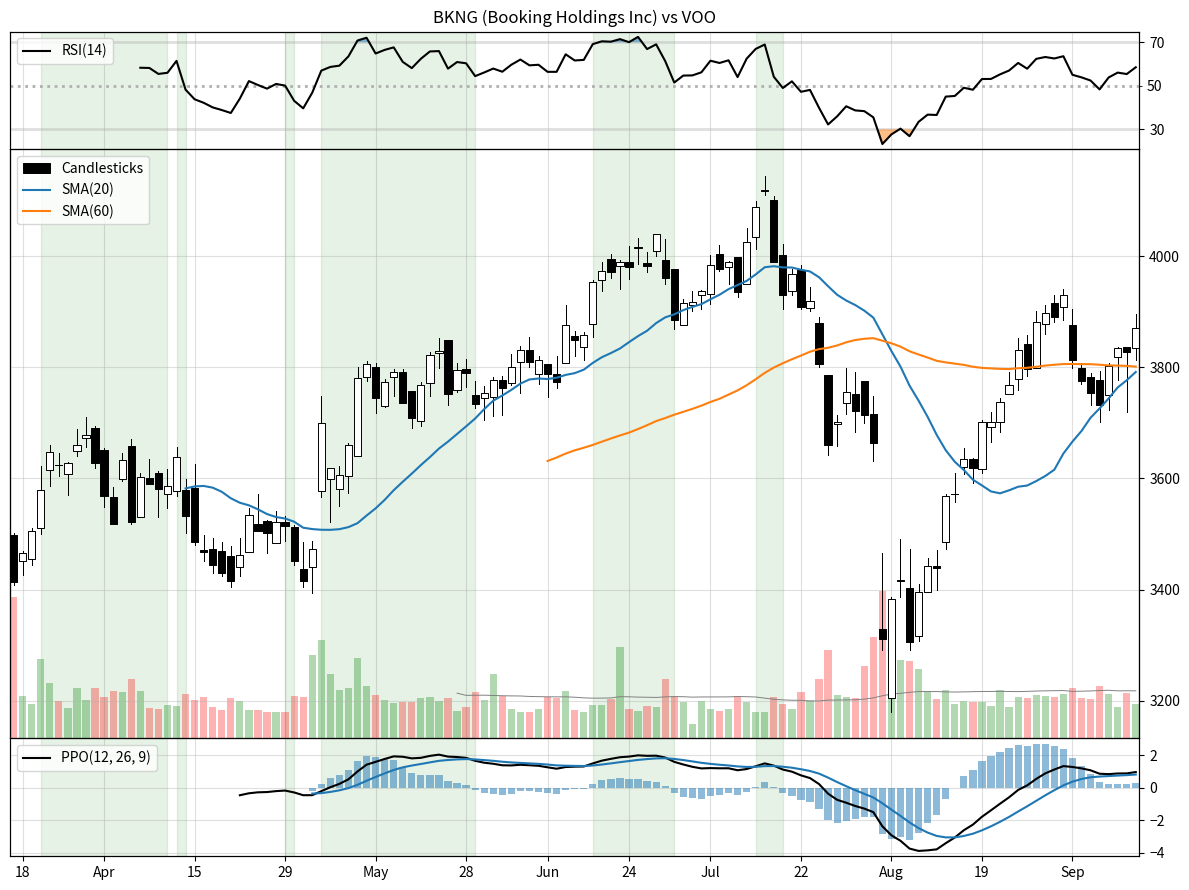 BKNG (Booking Holdings Inc) vs VOO
RSI(14)
70
50
30
Candlesticks
SMA(20)
SMA(60)
4000
3800
3600
3400
3200
PPO(12, 26, 9)
2
0
−2
−4
18 Apr 15 29 May 28 Jun 24 Jul 22 Aug 19 Sep